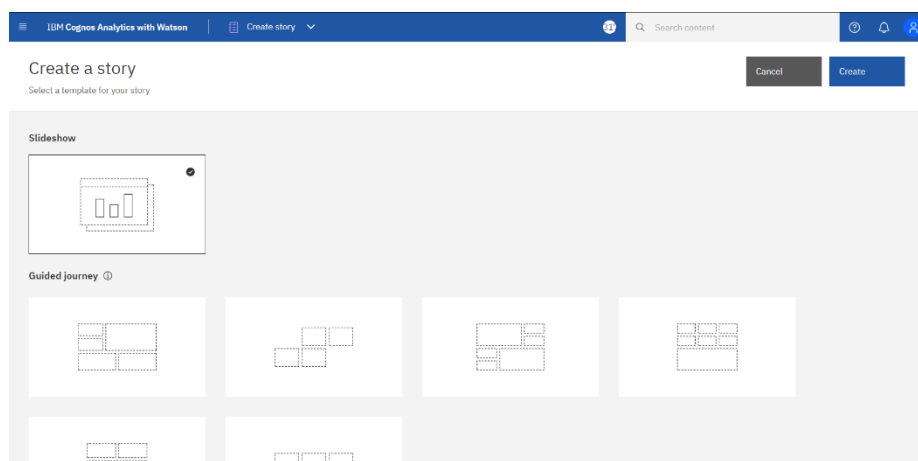 IBM Cognos Analytics with Watson
Create story
Search content
Create a story
Select a template for your story
Cancel
Create
Slideshow
Guided journey